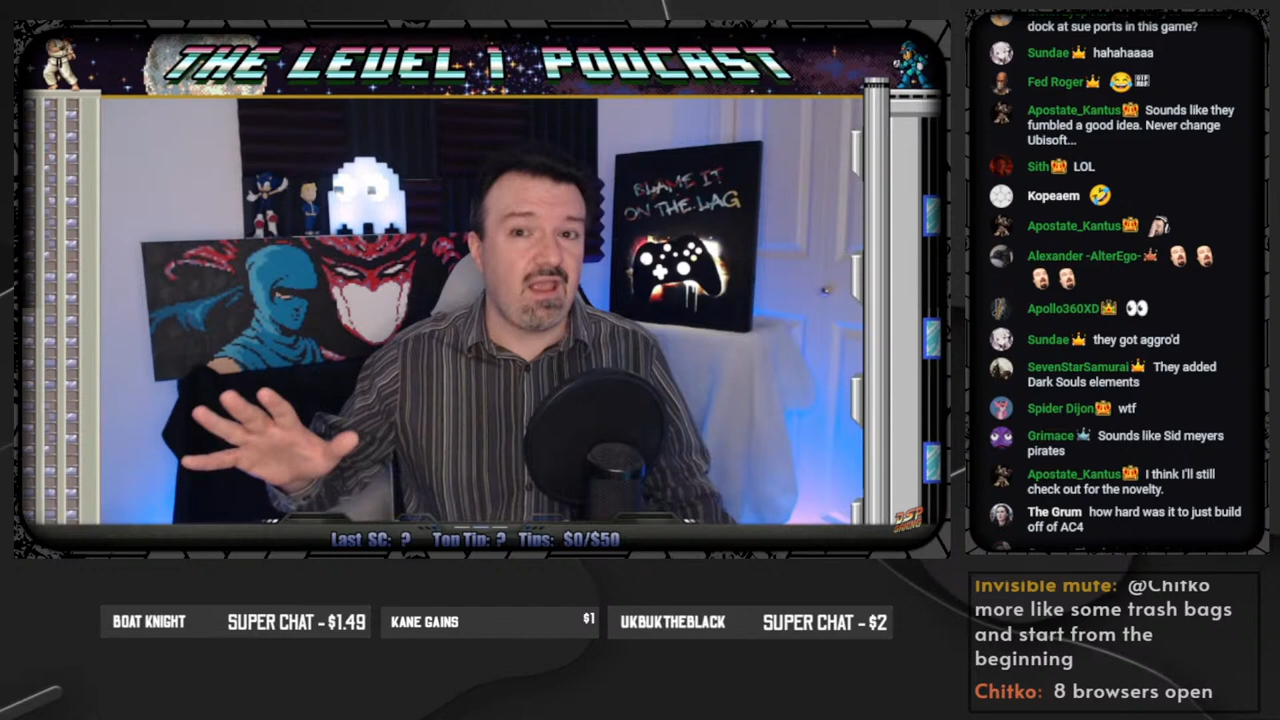 THE LEVEL 1 PODCAST
BLAME IT
ON THE LAG
DSP
GAMING
Last SC: ? Top Tip: ? Tips: $0/$50
BOAT KNIGHT SUPER CHAT - $1.49
KANE GAINS $1
UKBUKTHEBLACK SUPER CHAT - $2
dock at sue ports in this game?
Sundae hahahaaaa
Fed Roger
Apostate_Kantus Sounds like they
fumbled a good idea. Never change
Ubisoft...
Sith LOL
Kopeaem
Apostate_Kantus
Alexander -AlterEgo-
Apollo360XD
Sundae they got aggro'd
SevenStarSamurai They added
Dark Souls elements
Spider Dijon wtf
Grimace Sounds like Sid meyers
pirates
Apostate_Kantus I think I'll still
check out for the novelty.
The Grum how hard was it to just build
off of AC4
Invisible mute: @Chitko
more like some trash bags
and start from the
beginning
Chitko: 8 browsers open